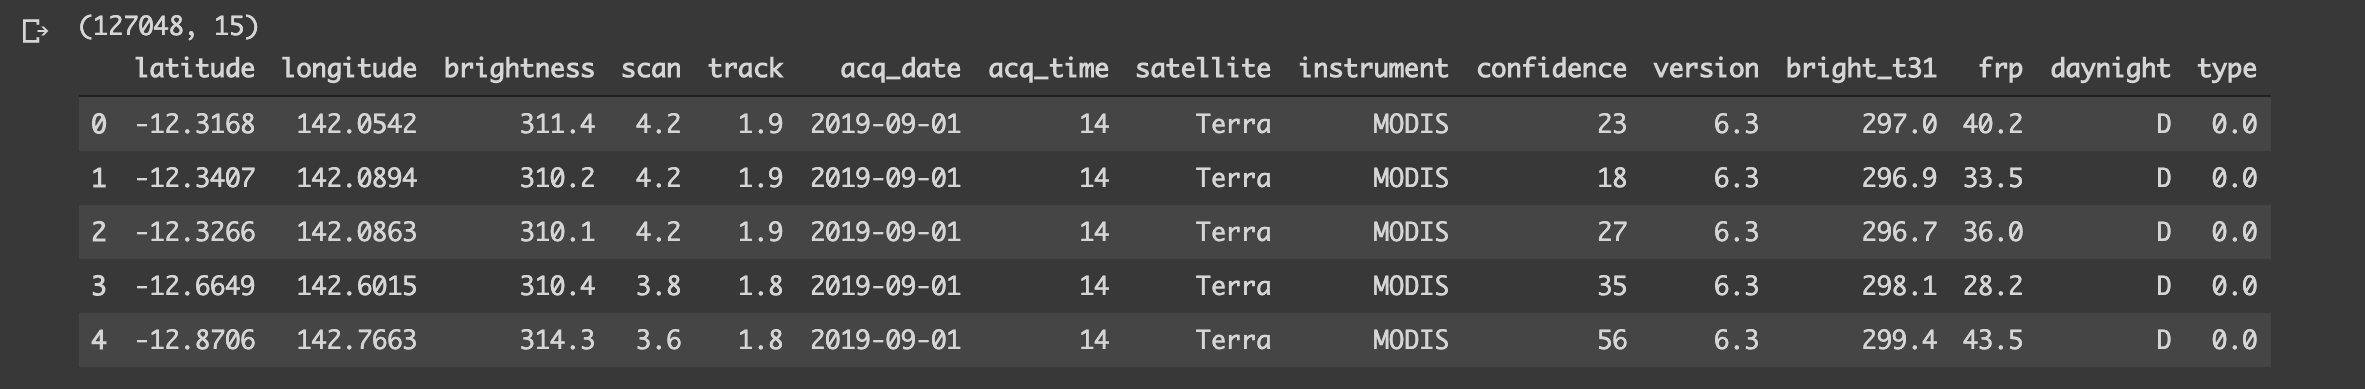 (127048, 15)
latitude longitude brightness scan track acq_date acq_time satellite instrument confidence version bright_t31 frp daynight type
0 -12.3168 142.0542 311.4 4.2 1.9 2019-09-01 14 Terra MODIS 23 6.3 297.0 40.2 D 0.0
1 -12.3407 142.0894 310.2 4.2 1.9 2019-09-01 14 Terra MODIS 18 6.3 296.9 33.5 D 0.0
2 -12.3266 142.0863 310.1 4.2 1.9 2019-09-01 14 Terra MODIS 27 6.3 296.7 36.0 D 0.0
3 -12.6649 142.6015 310.4 3.8 1.8 2019-09-01 14 Terra MODIS 35 6.3 298.1 28.2 D 0.0
4 -12.8706 142.7663 314.3 3.6 1.8 2019-09-01 14 Terra MODIS 56 6.3 299.4 43.5 D 0.0